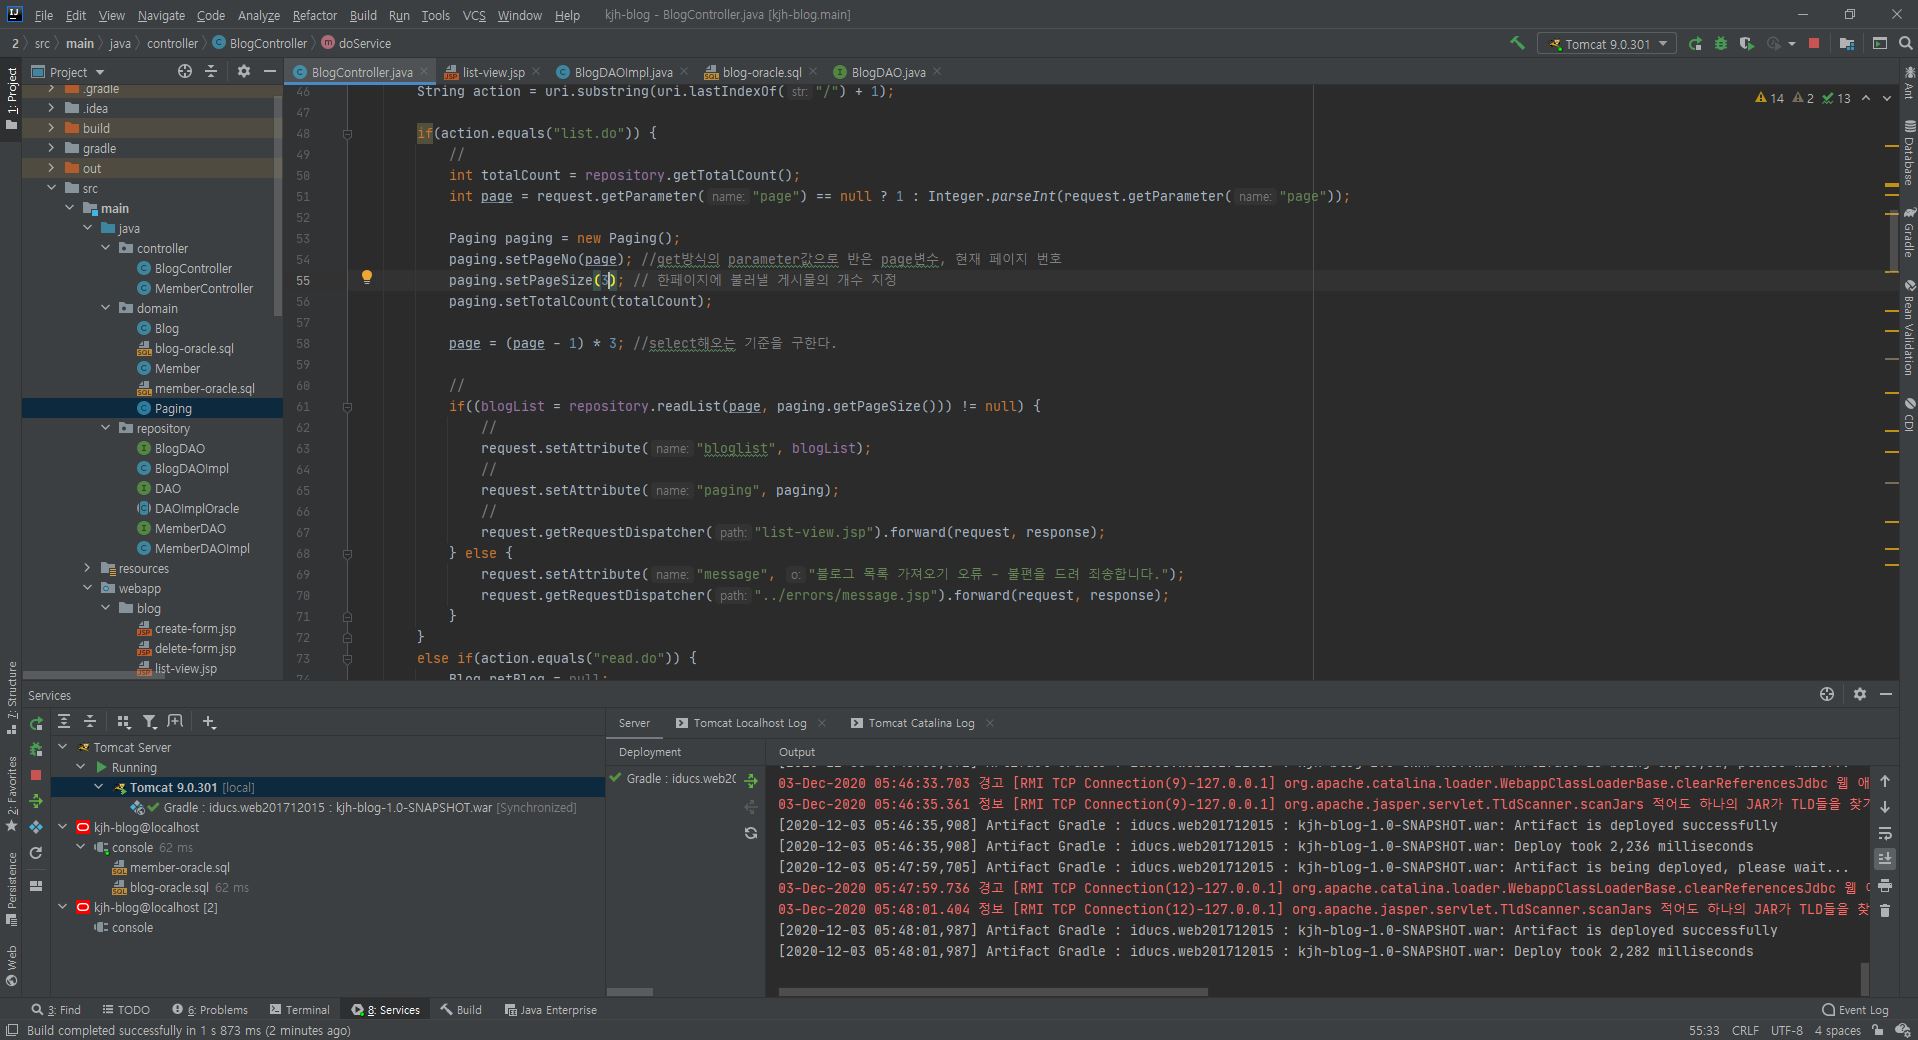 File Edit View Navigate Code Analyze Refactor Build Run Tools VCS Window Help kjh-blog - BlogController.java [kjh-blog.main]
2 src main java controller BlogController doService Tomcat 9.0.301
Project
BlogController.java list-view.jsp BlogDAOImpl.java blog-oracle.sql BlogDAO.java
1: Project
7: Structure
2: Favorites
Persistence
Web
.gradle
.idea
build
gradle
out
src
main
java
controller
BlogController
MemberController
domain
Blog
blog-oracle.sql
Member
member-oracle.sql
Paging
repository
BlogDAO
BlogDAOImpl
DAO
DAOImplOracle
MemberDAO
MemberDAOImpl
resources
webapp
blog
create-form.jsp
delete-form.jsp
list-view.jsp
14 2 13
46 String action = uri.substring(uri.lastIndexOf( str: "/") + 1);
47
48 if(action.equals("list.do")) {
49 //
50 int totalCount = repository.getTotalCount();
51 int page = request.getParameter( name: "page") == null ? 1 : Integer.parseInt(request.getParameter( name: "page"));
52
53 Paging paging = new Paging();
54 paging.setPageNo(page); //get방식의 parameter값으로 반은 page변수, 현재 페이지 번호
55 paging.setPageSize(3); // 한페이지에 불러낼 게시물의 개수 지정
56 paging.setTotalCount(totalCount);
57
58 page = (page - 1) * 3; //select해오는 기준을 구한다.
59
60 //
61 if((blogList = repository.readList(page, paging.getPageSize())) != null) {
62 //
63 request.setAttribute( name: "bloglist", blogList);
64 //
65 request.setAttribute( name: "paging", paging);
66 //
67 request.getRequestDispatcher( path: "list-view.jsp").forward(request, response);
68 } else {
69 request.setAttribute( name: "message", o: "블로그 목록 가져오기 오류 - 불편을 드려 죄송합니다.");
70 request.getRequestDispatcher( path: "../errors/message.jsp").forward(request, response);
71 }
72 }
73 else if(action.equals("read.do")) {
74 Blog retBlog = null;
Ant
Database
Gradle
Bean Validation
CDI
Services
Tomcat Server
Running
Tomcat 9.0.301 [local]
Gradle : iducs.web201712015 : kjh-blog-1.0-SNAPSHOT.war [Synchronized]
kjh-blog@localhost
console 62 ms
member-oracle.sql
blog-oracle.sql 62 ms
kjh-blog@localhost [2]
console
Server Tomcat Localhost Log Tomcat Catalina Log
Deployment Output
Gradle : iducs.web20
03-Dec-2020 05:46:33.703 경고 [RMI TCP Connection(9)-127.0.0.1] org.apache.catalina.loader.WebappClassLoaderBase.clearReferencesJdbc 웹 애
03-Dec-2020 05:46:35.361 정보 [RMI TCP Connection(9)-127.0.0.1] org.apache.jasper.servlet.TldScanner.scanJars 적어도 하나의 JAR가 TLD들을 찾기
[2020-12-03 05:46:35,908] Artifact Gradle : iducs.web201712015 : kjh-blog-1.0-SNAPSHOT.war: Artifact is deployed successfully
[2020-12-03 05:46:35,908] Artifact Gradle : iducs.web201712015 : kjh-blog-1.0-SNAPSHOT.war: Deploy took 2,236 milliseconds
[2020-12-03 05:47:59,705] Artifact Gradle : iducs.web201712015 : kjh-blog-1.0-SNAPSHOT.war: Artifact is being deployed, please wait...
03-Dec-2020 05:47:59.736 경고 [RMI TCP Connection(12)-127.0.0.1] org.apache.catalina.loader.WebappClassLoaderBase.clearReferencesJdbc 웹
03-Dec-2020 05:48:01.404 정보 [RMI TCP Connection(12)-127.0.0.1] org.apache.jasper.servlet.TldScanner.scanJars 적어도 하나의 JAR가 TLD들을 찾
[2020-12-03 05:48:01,987] Artifact Gradle : iducs.web201712015 : kjh-blog-1.0-SNAPSHOT.war: Artifact is deployed successfully
[2020-12-03 05:48:01,987] Artifact Gradle : iducs.web201712015 : kjh-blog-1.0-SNAPSHOT.war: Deploy took 2,282 milliseconds
3: Find TODO 6: Problems Terminal 8: Services Build Java Enterprise Event Log
Build completed successfully in 1 s 873 ms (2 minutes ago) 55:33 CRLF UTF-8 4 spaces